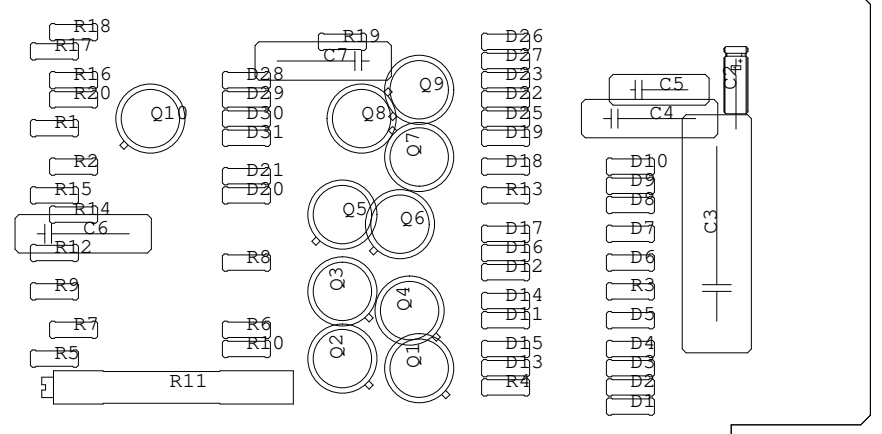 R18
R17
R16
R20
R1
R2
R15
R14
C6
R12
R9
R7
R5
R11
Q10
D28
D29
D30
D31
D21
D20
R8
R6
R10
R19
C7
Q9
Q8
Q7
Q5
Q6
Q3
Q4
Q2
Q1
D26
D27
D23
D22
D25
D19
D18
R13
D17
D16
D12
D14
D11
D15
D13
R4
C5
C4
C2
+
D10
D9
D8
D7
D6
R3
D5
D4
D3
D2
D1
C3